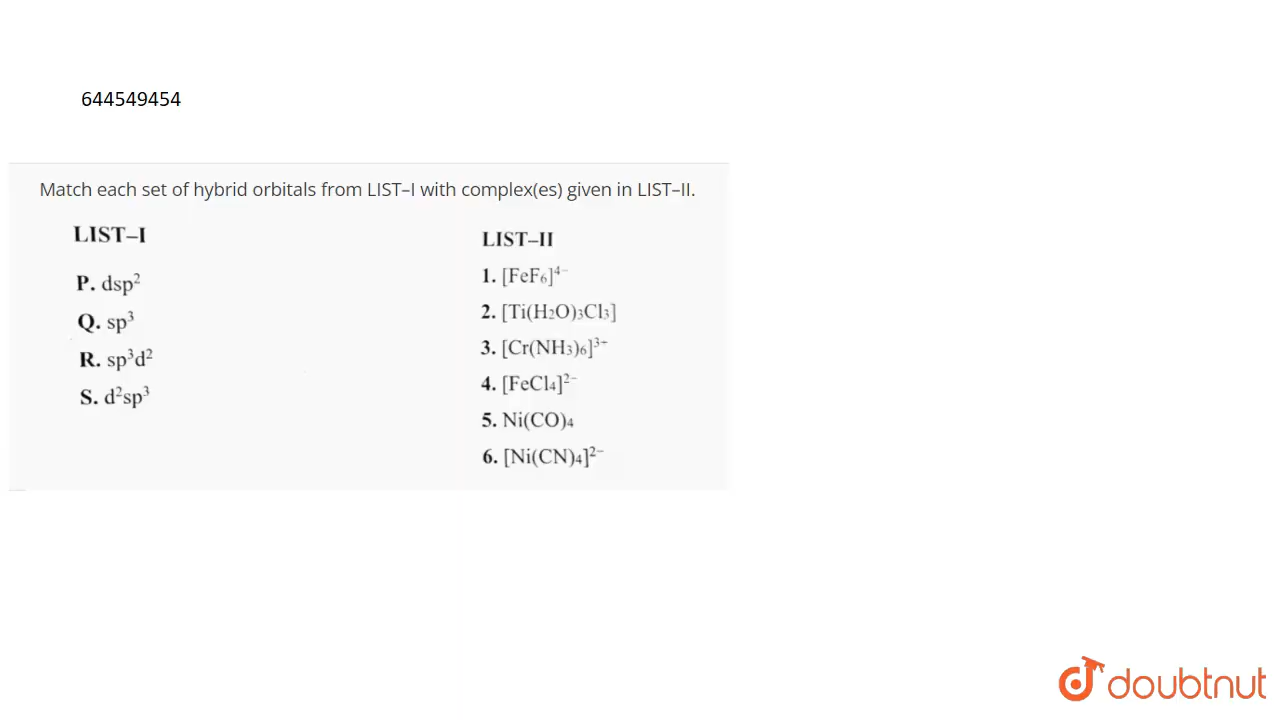 644549454
Match each set of hybrid orbitals from LIST–I with complex(es) given in LIST–II.
LIST–I
P. dsp²
Q. sp³
R. sp³d²
S. d²sp³
LIST–II
1. [FeF₆]⁴⁻
2. [Ti(H₂O)₃Cl₃]
3. [Cr(NH₃)₆]³⁺
4. [FeCl₄]²⁻
5. Ni(CO)₄
6. [Ni(CN)₄]²⁻
doubtnut